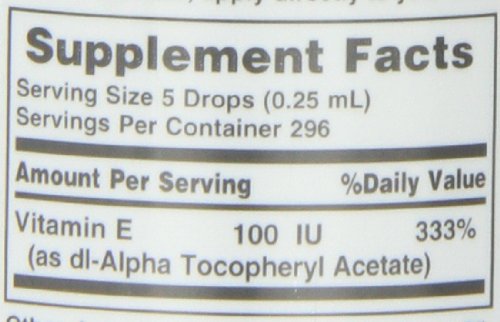 Supplement Facts
Serving Size 5 Drops (0.25 mL)
Servings Per Container 296
Amount Per Serving %Daily Value
Vitamin E 100 IU 333%
(as dl-Alpha Tocopheryl Acetate)